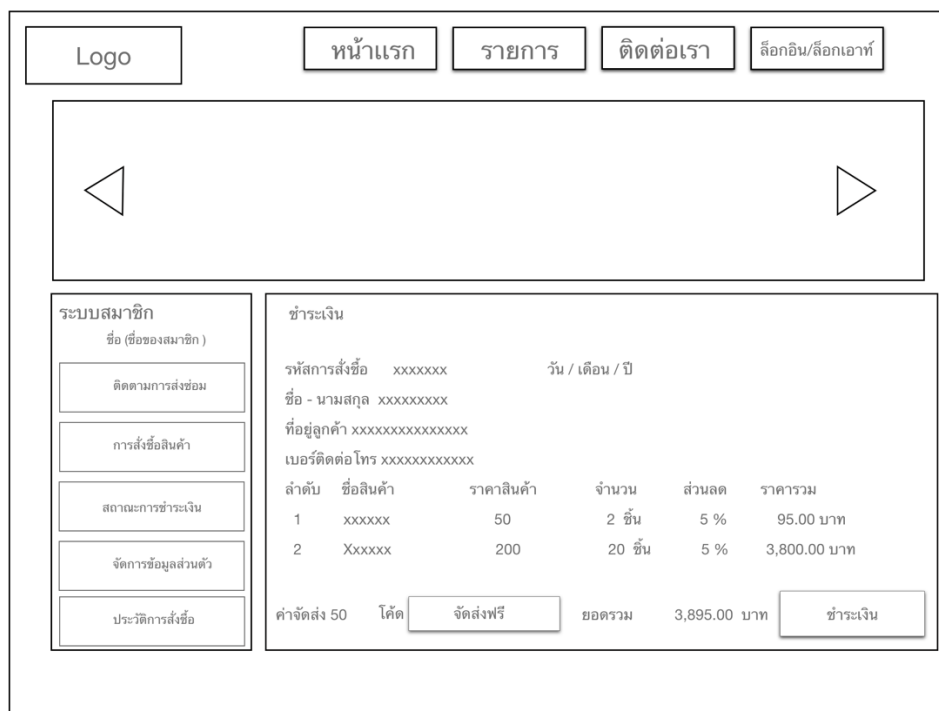 Logo
หน้าแรก
รายการ
ติดต่อเรา
ล็อกอิน/ล็อกเอาท์
ระบบสมาชิก
ชื่อ (ชื่อของสมาชิก )
ติดตามการส่งซ่อม
การสั่งซื้อสินค้า
สถาณะการชำระเงิน
จัดการข้อมูลส่วนตัว
ประวัติการสั่งซื้อ
ชำระเงิน
รหัสการสั่งซื้อ xxxxxxx วัน / เดือน / ปี
ชื่อ - นามสกุล xxxxxxxxx
ที่อยู่ลูกค้า xxxxxxxxxxxxxxx
เบอร์ติดต่อโทร xxxxxxxxxxxx
ลำดับ ชื่อสินค้า ราคาสินค้า จำนวน ส่วนลด ราคารวม
1 xxxxxx 50 2 ชิ้น 5 % 95.00 บาท
2 Xxxxxx 200 20 ชิ้น 5 % 3,800.00 บาท
ค่าจัดส่ง 50 โค้ด จัดส่งฟรี ยอดรวม 3,895.00 บาท ชำระเงิน